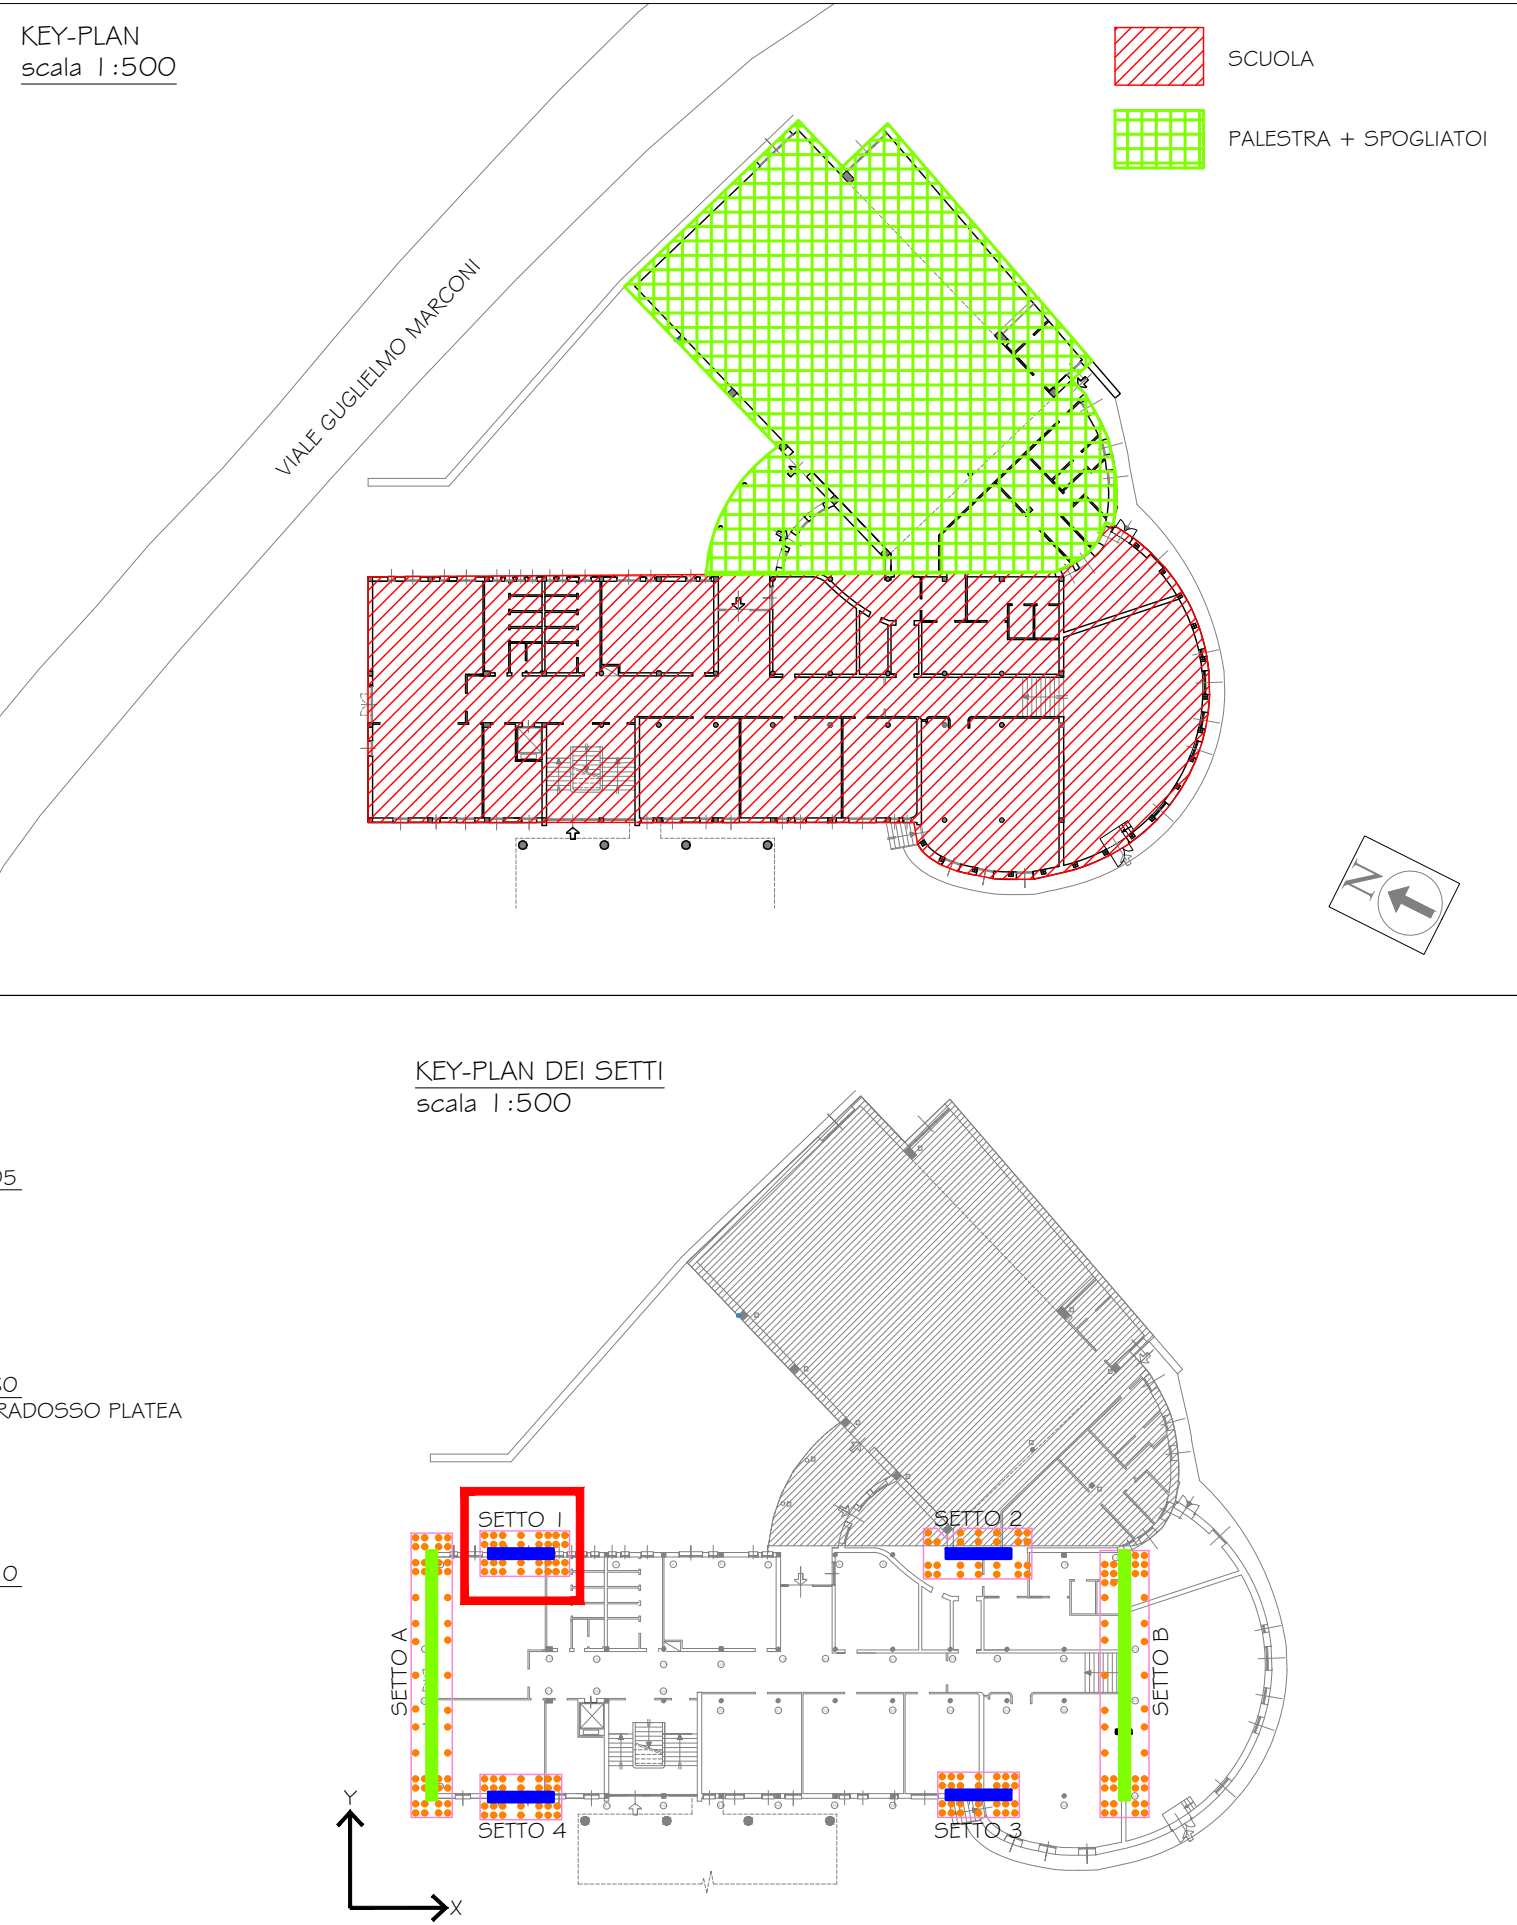 KEY-PLAN
scala 1:500
SCUOLA
PALESTRA + SPOGLIATOI
VIALE GUGLIELMO MARCONI
N
KEY-PLAN DEI SETTI
scala 1:500
RADOSSO PLATEA
SETTO 1
SETTO 2
SETTO A
SETTO B
SETTO 4
SETTO 3
Y
X